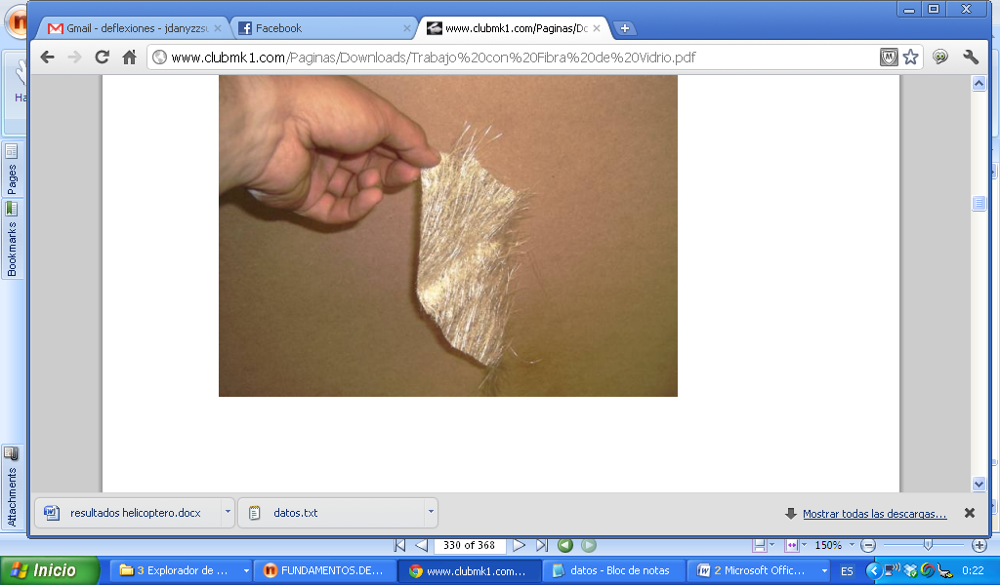 Gmail - deflexiones - jdanyzzsu
Facebook
www.clubmk1.com/Paginas/Do
www.clubmk1.com/Paginas/Downloads/Trabajo%20con%20Fibra%20de%20Vidrio.pdf
Ha
Pages
Bookmarks
Attachments
resultados helicoptero.docx
datos.txt
Mostrar todas las descargas...
330 of 368
150%
Inicio
3 Explorador de ...
FUNDAMENTOS.DE...
www.clubmk1.com...
datos - Bloc de notas
2 Microsoft Offic...
ES
0:22